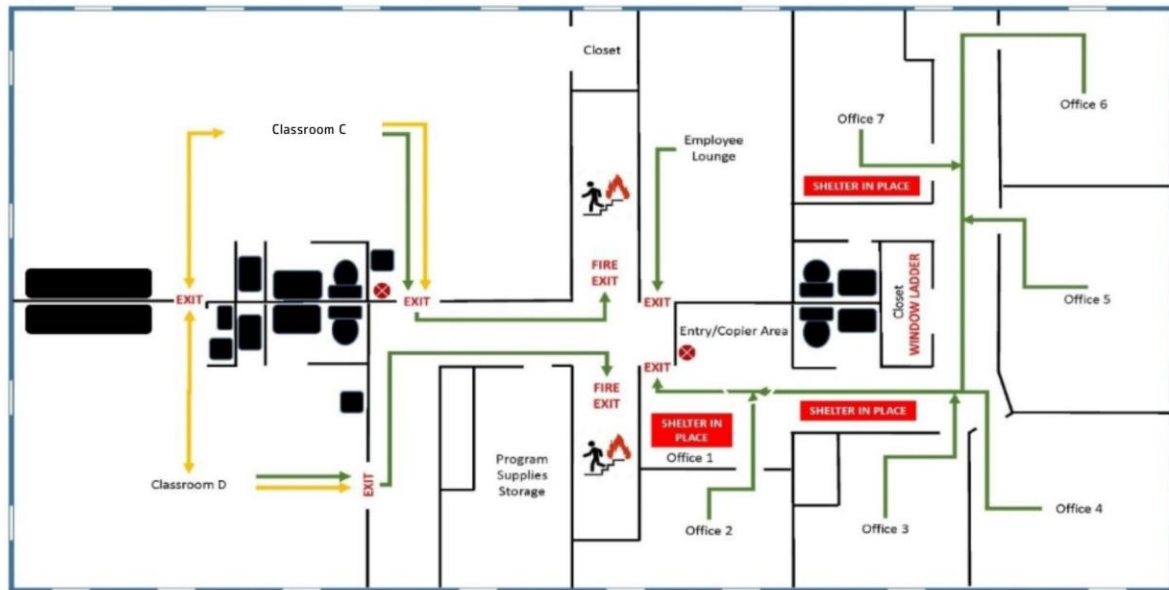 Closet
Classroom C
Employee
Lounge
Office 7
Office 6
SHELTER IN PLACE
FIRE
EXIT
EXIT
EXIT
EXIT
Entry/Copier Area
Closet
WINDOW LADDER
Office 5
EXIT
FIRE
EXIT
SHELTER IN
PLACE
SHELTER IN PLACE
Office 1
Program
Supplies
Storage
Classroom D
EXIT
Office 2
Office 3
Office 4